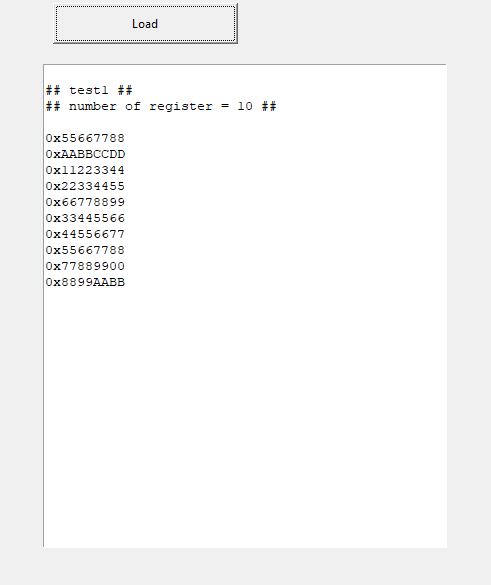 Load
## test1 ##
## number of register = 10 ##
0x55667788
0xAABBCCDD
0x11223344
0x22334455
0x66778899
0x33445566
0x44556677
0x55667788
0x77889900
0x8899AABB